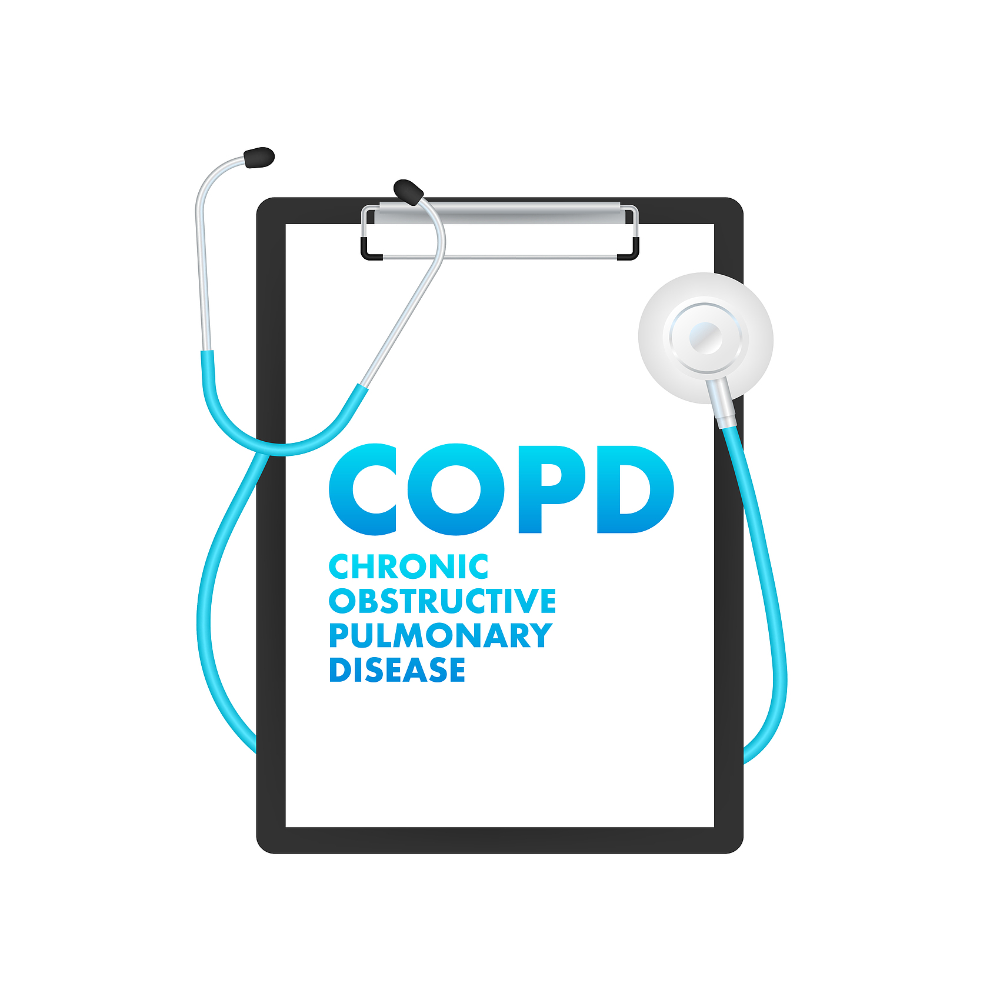 COPD
CHRONIC
OBSTRUCTIVE
PULMONARY
DISEASE